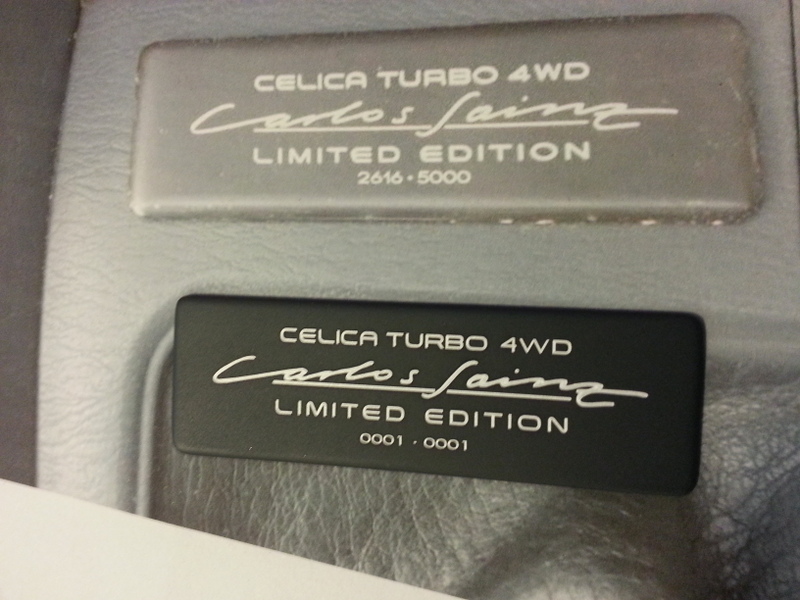 CELICA TURBO 4WD
Carlos Sainz
LIMITED EDITION
2616 · 5000
CELICA TURBO 4WD
Carlos Sainz
LIMITED EDITION
0001 · 0001